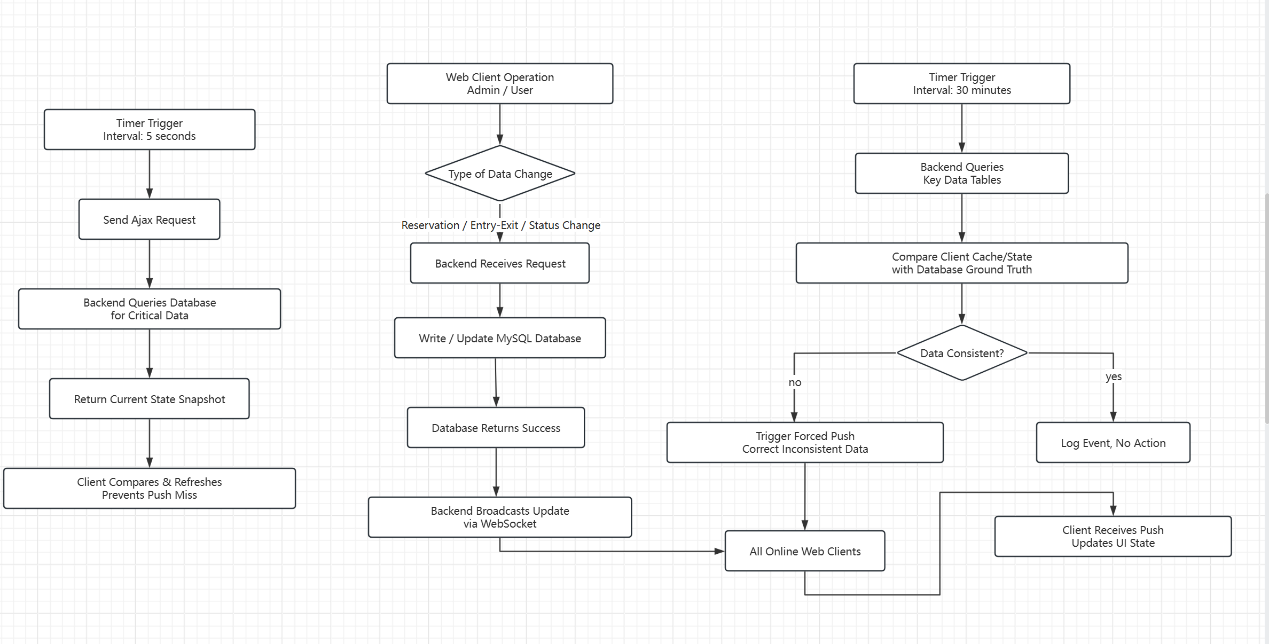 Timer Trigger
Interval: 5 seconds
Send Ajax Request
Backend Queries Database
for Critical Data
Return Current State Snapshot
Client Compares & Refreshes
Prevents Push Miss
Web Client Operation
Admin / User
Type of Data Change
Reservation / Entry-Exit / Status Change
Backend Receives Request
Write / Update MySQL Database
Database Returns Success
Backend Broadcasts Update
via WebSocket
Timer Trigger
Interval: 30 minutes
Backend Queries
Key Data Tables
Compare Client Cache/State
with Database Ground Truth
Data Consistent?
no
yes
Trigger Forced Push
Correct Inconsistent Data
Log Event, No Action
All Online Web Clients
Client Receives Push
Updates UI State